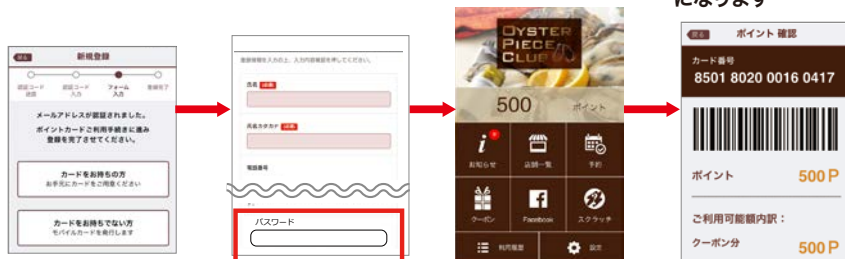 になります
戻る
新規登録
認証コード
送信
認証コード
入力
フォーム
入力
登録完了
メールアドレスが認証されました。
ポイントカードご利用手続きに進み
登録を完了させてください。
カードをお持ちの方
お手元にカードをご用意ください
カードをお持ちでない方
モバイルカードを発行します
登録情報を入力の上、入力内容確認を押してください。
氏名 必須
氏名カタカナ 必須
電話番号
パスワード
OYSTER
PIECE
CLUB
500 ポイント
お知らせ
店舗一覧
予約
クーポン
Facebook
スクラッチ
利用履歴
設定
戻る
ポイント 確認
カード番号
8501 8020 0016 0417
ポイント 500 P
ご利用可能額内訳：
クーポン分 500 P